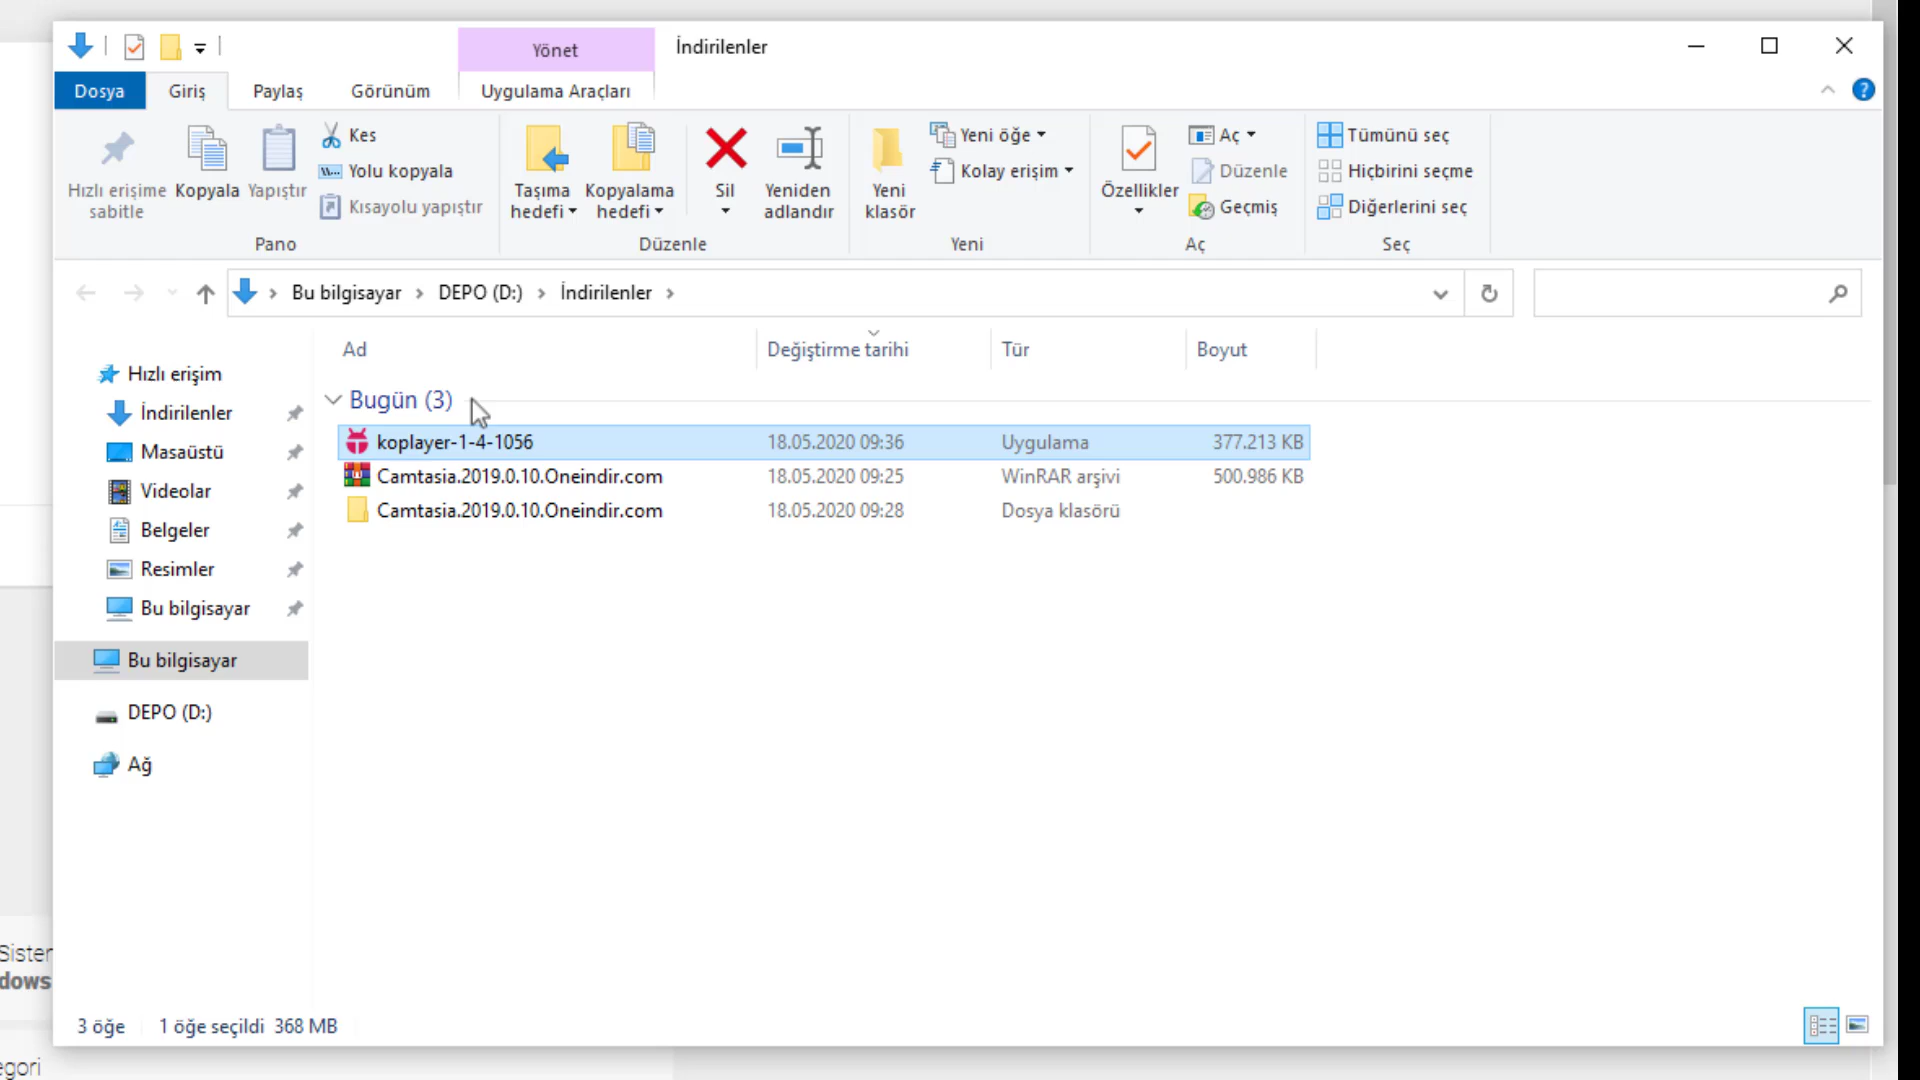 Yönet
İndirilenler
Dosya
Giriş
Paylaş
Görünüm
Uygulama Araçları
Hızlı erişime sabitle
Kopyala
Yapıştır
Kes
Yolu kopyala
Kısayolu yapıştır
Pano
Taşıma hedefi
Kopyalama hedefi
Sil
Yeniden adlandır
Düzenle
Yeni klasör
Yeni öğe
Kolay erişim
Yeni
Özellikler
Aç
Düzenle
Geçmiş
Aç
Tümünü seç
Hiçbirini seçme
Diğerlerini seç
Seç
Bu bilgisayar
DEPO (D:)
İndirilenler
Ad
Değiştirme tarihi
Tür
Boyut
Hızlı erişim
İndirilenler
Masaüstü
Videolar
Belgeler
Resimler
Bu bilgisayar
Bu bilgisayar
DEPO (D:)
Ağ
Bugün (3)
koplayer-1-4-1056 18.05.2020 09:36 Uygulama 377.213 KB
Camtasia.2019.0.10.Oneindir.com 18.05.2020 09:25 WinRAR arşivi 500.986 KB
Camtasia.2019.0.10.Oneindir.com 18.05.2020 09:28 Dosya klasörü
Sister
dows
3 öğe 1 öğe seçildi 368 MB
egori